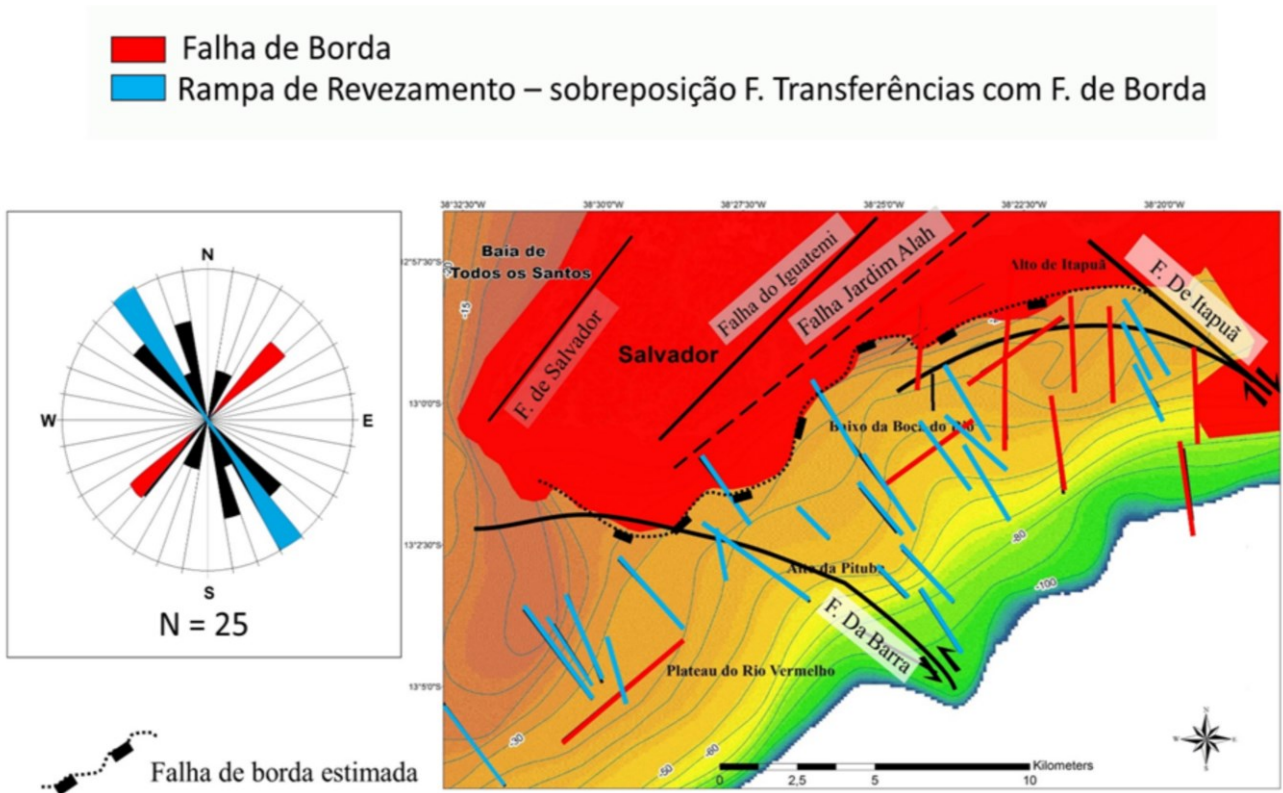 Falha de Borda
Rampa de Revezamento – sobreposição F. Transferências com F. de Borda
N
W
E
S
N = 25
Falha de borda estimada
38°32'30"W
38°30'0"W
38°27'30"W
38°25'0"W
38°22'30"W
38°20'0"W
12°57'30"S
13°0'0"S
13°2'30"S
13°5'0"S
Baia de
Todos os Santos
-15
F. de Salvador
Salvador
Falha do Iguatemi
Falha Jardim Alah
Alto de Itapuã
F. De Itapuã
Baixo da Boca do Rio
Alto da Pituba
F. Da Barra
Plateau do Rio Vermelho
-30
-50
-60
-80
-100
N
Kilometers
0
2,5
5
10